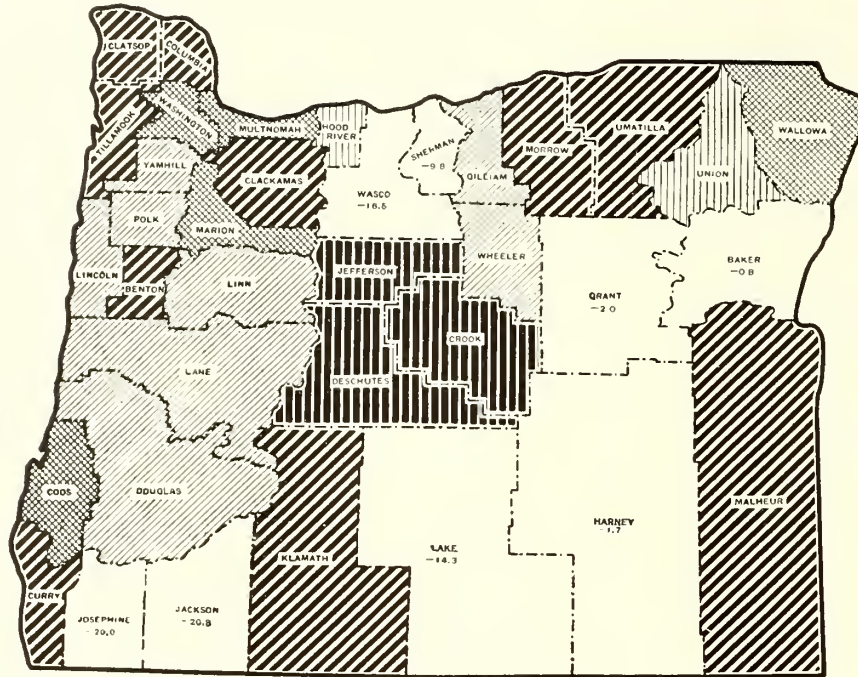 CLATSOP
COLUMBIA
TILLAMOOK
WASHINGTON
MULTNOMAH
HOOD
RIVER
SHERMAN
-9.8
GILLIAM
MORROW
UMATILLA
WALLOWA
UNION
YAMHILL
CLACKAMAS
WASCO
-18.5
POLK
MARION
WHEELER
BAKER
-0.8
LINCOLN
BENTON
LINN
JEFFERSON
GRANT
-2.0
CROOK
LANE
DESCHUTES
COOS
DOUGLAS
MALHEUR
HARNEY
-1.7
KLAMATH
LAKE
-14.3
CURRY
JOSEPHINE
-20.0
JACKSON
-20.8